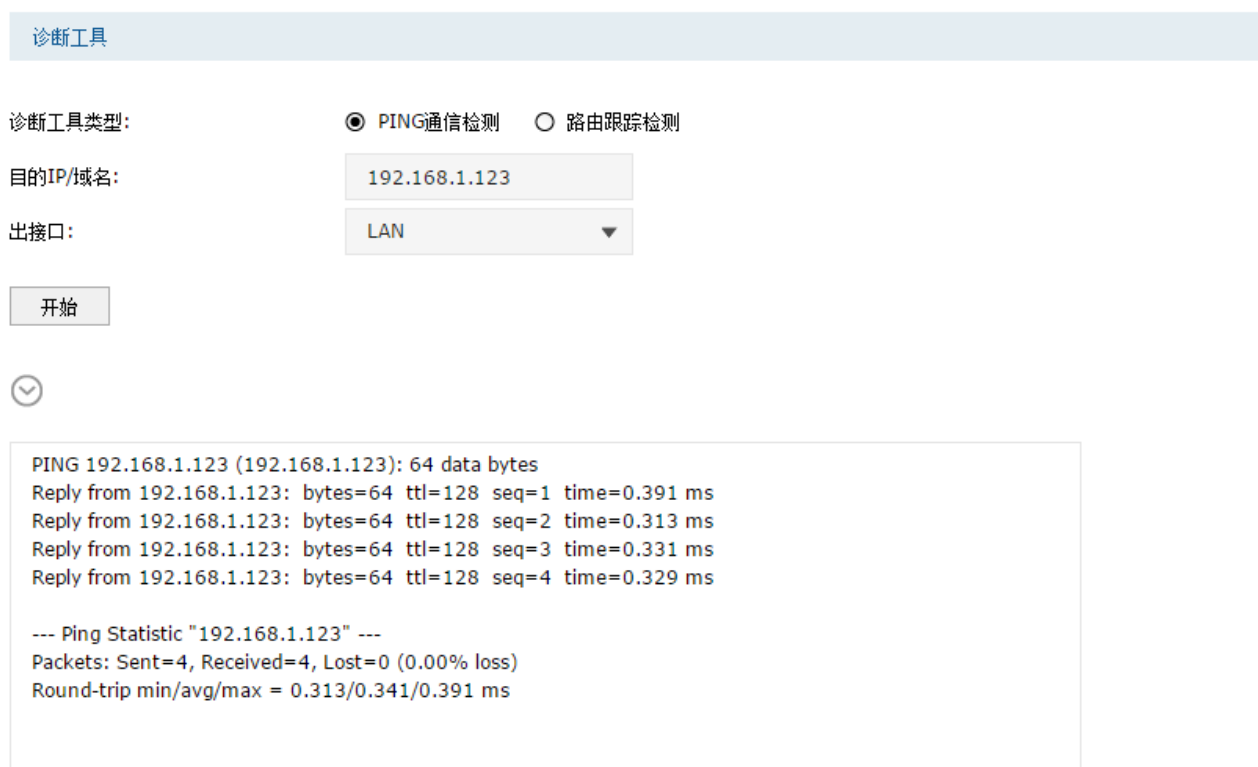 诊断工具
诊断工具类型: PING通信检测 路由跟踪检测
目的IP/域名: 192.168.1.123
出接口: LAN
开始
PING 192.168.1.123 (192.168.1.123): 64 data bytes
Reply from 192.168.1.123: bytes=64 ttl=128 seq=1 time=0.391 ms
Reply from 192.168.1.123: bytes=64 ttl=128 seq=2 time=0.313 ms
Reply from 192.168.1.123: bytes=64 ttl=128 seq=3 time=0.331 ms
Reply from 192.168.1.123: bytes=64 ttl=128 seq=4 time=0.329 ms
--- Ping Statistic "192.168.1.123" ---
Packets: Sent=4, Received=4, Lost=0 (0.00% loss)
Round-trip min/avg/max = 0.313/0.341/0.391 ms